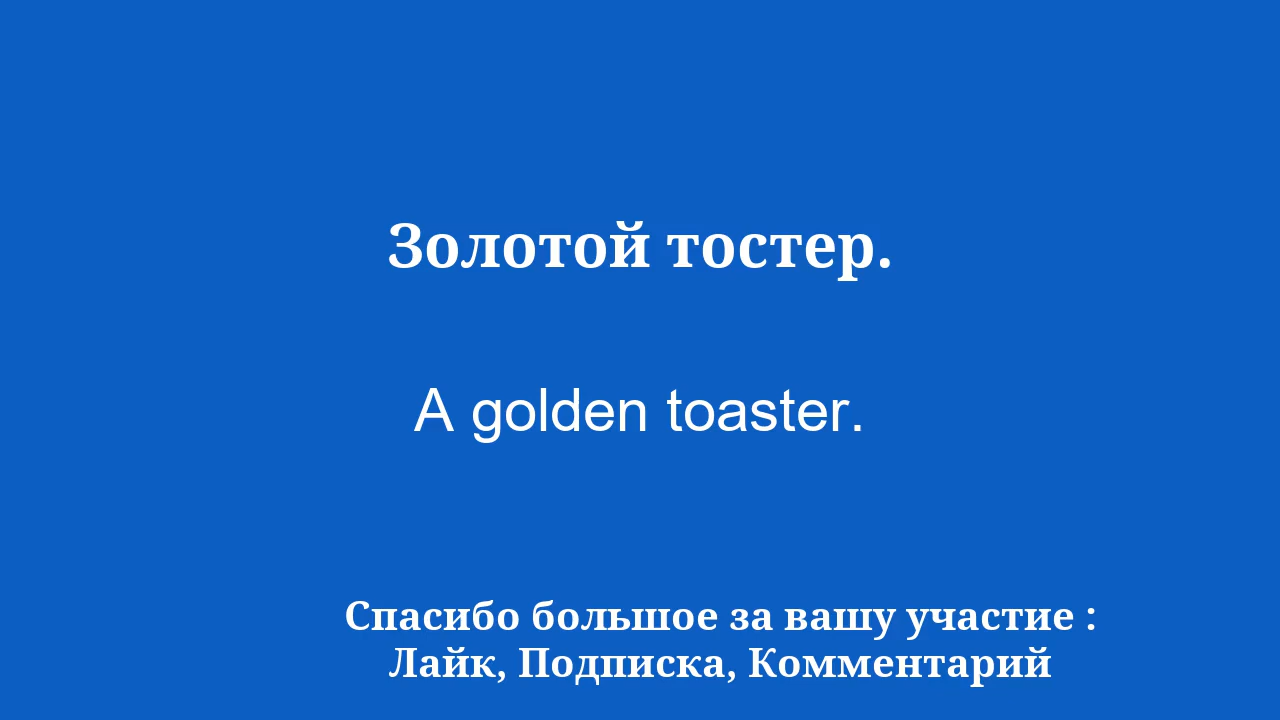 Золотой тостер.
A golden toaster.
Спасибо большое за вашу участие :
Лайк, Подписка, Комментарий